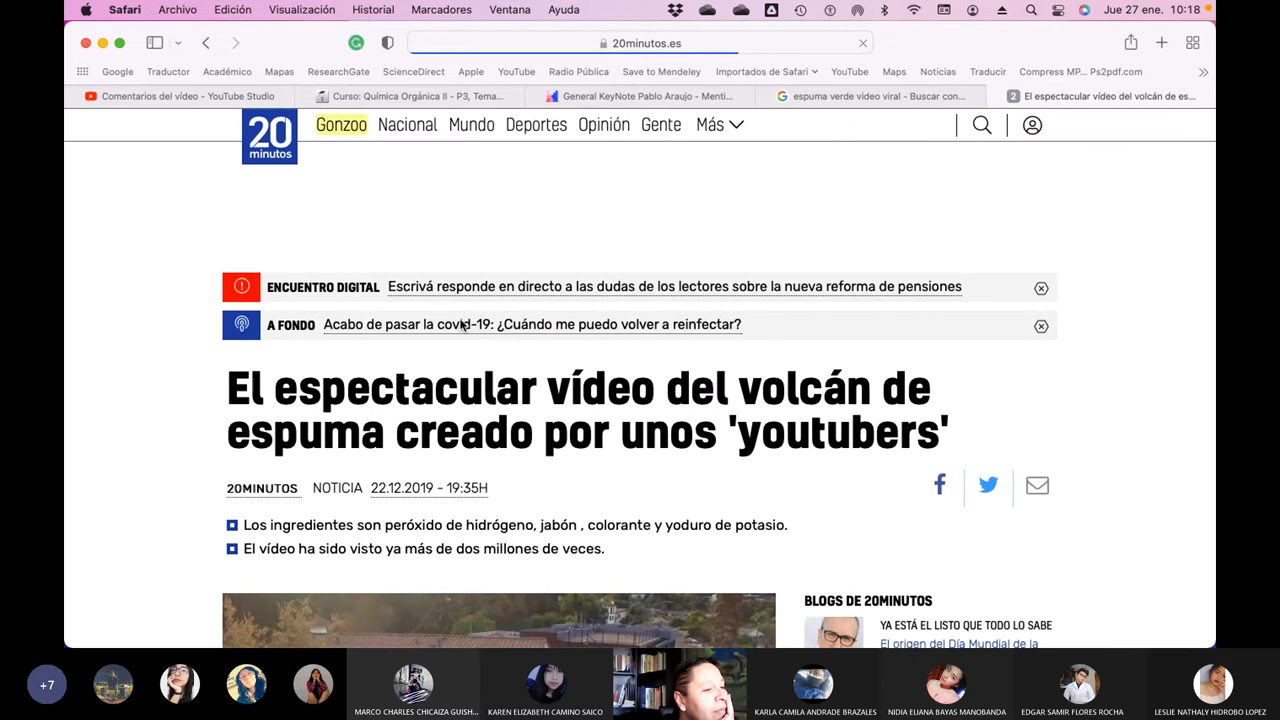 Safari Archivo Edición Visualización Historial Marcadores Ventana Ayuda Jue 27 ene. 10:18
20minutos.es
Google Traductor Académico Mapas ResearchGate ScienceDirect Apple YouTube Radio Pública Save to Mendeley Importados de Safari YouTube Maps Noticias Traducir Compress MP... Ps2pdf.com
Comentarios del vídeo - YouTube Studio Curso: Química Orgánica II - P3, Tema... General KeyNote Pablo Araujo - Menti... espuma verde video viral - Buscar con... 2 El espectacular vídeo del volcán de es...
20 minutos
Gonzoo Nacional Mundo Deportes Opinión Gente Más
ENCUENTRO DIGITAL Escrivá responde en directo a las dudas de los lectores sobre la nueva reforma de pensiones
A FONDO Acabo de pasar la covid-19: ¿Cuándo me puedo volver a reinfectar?
El espectacular vídeo del volcán de
espuma creado por unos 'youtubers'
20MINUTOS NOTICIA 22.12.2019 - 19:35H
Los ingredientes son peróxido de hidrógeno, jabón , colorante y yoduro de potasio.
El vídeo ha sido visto ya más de dos millones de veces.
BLOGS DE 20MINUTOS
YA ESTÁ EL LISTO QUE TODO LO SABE
El origen del Día Mundial de la
+7
MARCO CHARLES CHICAIZA GUISH...
KAREN ELIZABETH CAMINO SAICO
KARLA CAMILA ANDRADE BRAZALES
NIDIA ELIANA BAYAS MANOBANDA
EDGAR SAMIR FLORES ROCHA
LESLIE NATHALY HIDROBO LOPEZ